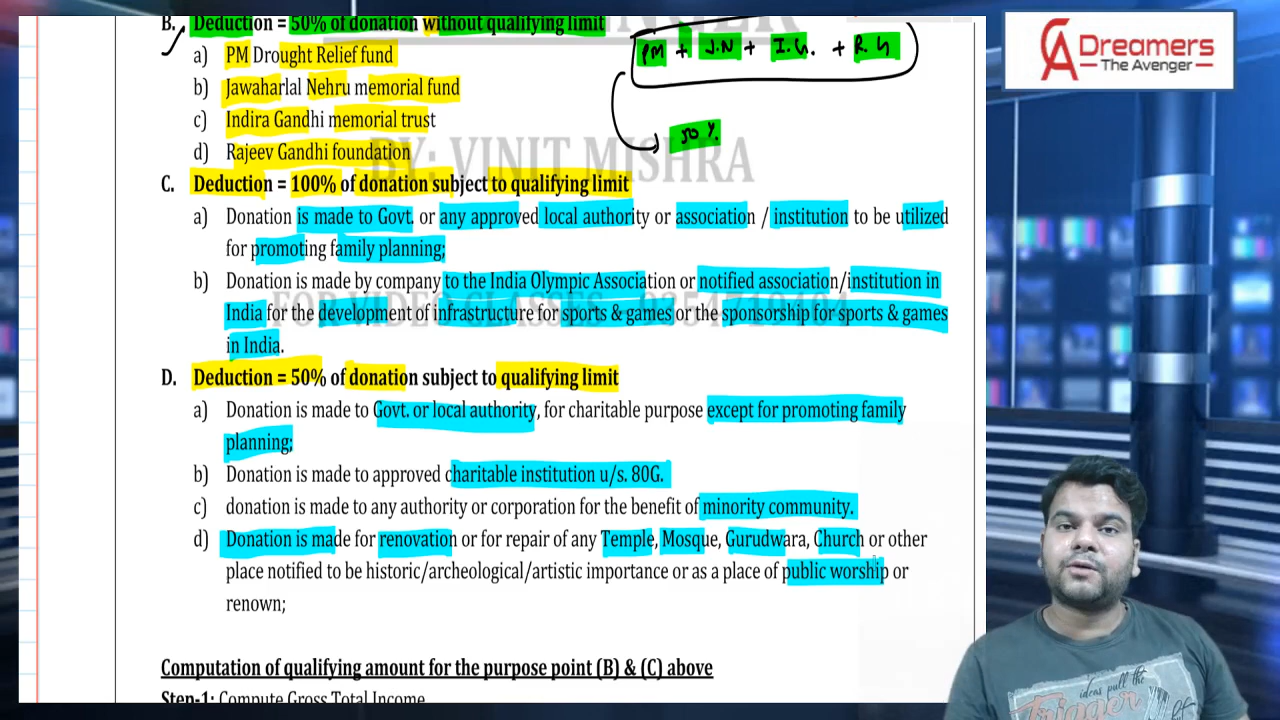 B. Deduction = 50% of donation without qualifying limit
a) PM Drought Relief fund
b) Jawaharlal Nehru memorial fund
c) Indira Gandhi memorial trust
d) Rajeev Gandhi foundation
PM + J.N + I.G. + R.G
50 %.
BY: VINIT MISHRA
C. Deduction = 100% of donation subject to qualifying limit
a) Donation is made to Govt. or any approved local authority or association / institution to be utilized
for promoting family planning;
b) Donation is made by company to the India Olympic Association or notified association/institution in
India for the development of infrastructure for sports & games or the sponsorship for sports & games
in India.
FOR VIDEO CLASSES
D. Deduction = 50% of donation subject to qualifying limit
a) Donation is made to Govt. or local authority, for charitable purpose except for promoting family
planning;
b) Donation is made to approved charitable institution u/s. 80G.
c) donation is made to any authority or corporation for the benefit of minority community.
d) Donation is made for renovation or for repair of any Temple, Mosque, Gurudwara, Church or other
place notified to be historic/archeological/artistic importance or as a place of public worship or
renown;
Computation of qualifying amount for the purpose point (B) & (C) above
Step-1: Compute Gross Total Income
CA Dreamers
The Avenger
ideas pull the
Trigger